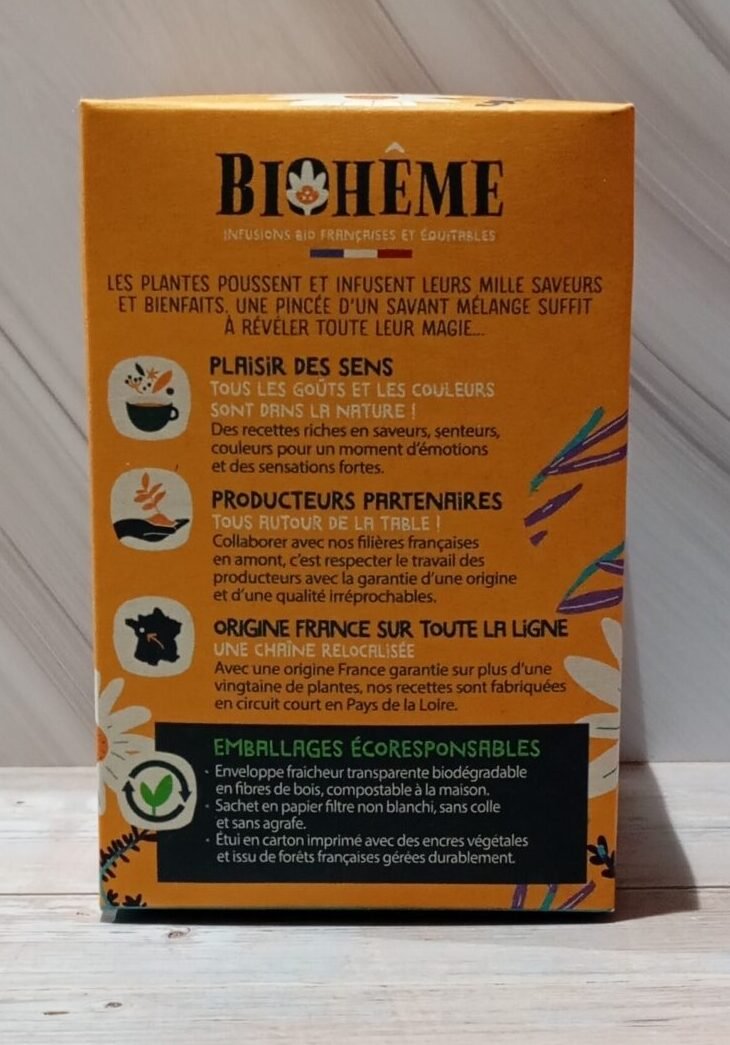 BIOHÊME
INFUSIONS BIO FRANÇAISES ET ÉQUITABLES
LES PLANTES POUSSENT ET INFUSENT LEURS MILLE SAVEURS
ET BIENFAITS. UNE PINCÉE D'UN SAVANT MÉLANGE SUFFIT
À RÉVÉLER TOUTE LEUR MAGIE...
PLAISIR DES SENS
TOUS LES GOÛTS ET LES COULEURS
SONT DANS LA NATURE !
Des recettes riches en saveurs, senteurs,
couleurs pour un moment d'émotions
et des sensations fortes.
PRODUCTEURS PARTENAIRES
TOUS AUTOUR DE LA TABLE !
Collaborer avec nos filières françaises
en amont, c'est respecter le travail des
producteurs avec la garantie d'une origine
et d'une qualité irréprochables.
ORIGINE FRANCE SUR TOUTE LA LIGNE
UNE CHAÎNE RELOCALISÉE
Avec une origine France garantie sur plus d'une
vingtaine de plantes, nos recettes sont fabriquées
en circuit court en Pays de la Loire.
EMBALLAGES ÉCORESPONSABLES
• Enveloppe fraicheur transparente biodégradable
en fibres de bois, compostable à la maison.
• Sachet en papier filtre non blanchi, sans colle
et sans agrafe.
• Étui en carton imprimé avec des encres végétales
et issu de forêts françaises gérées durablement.